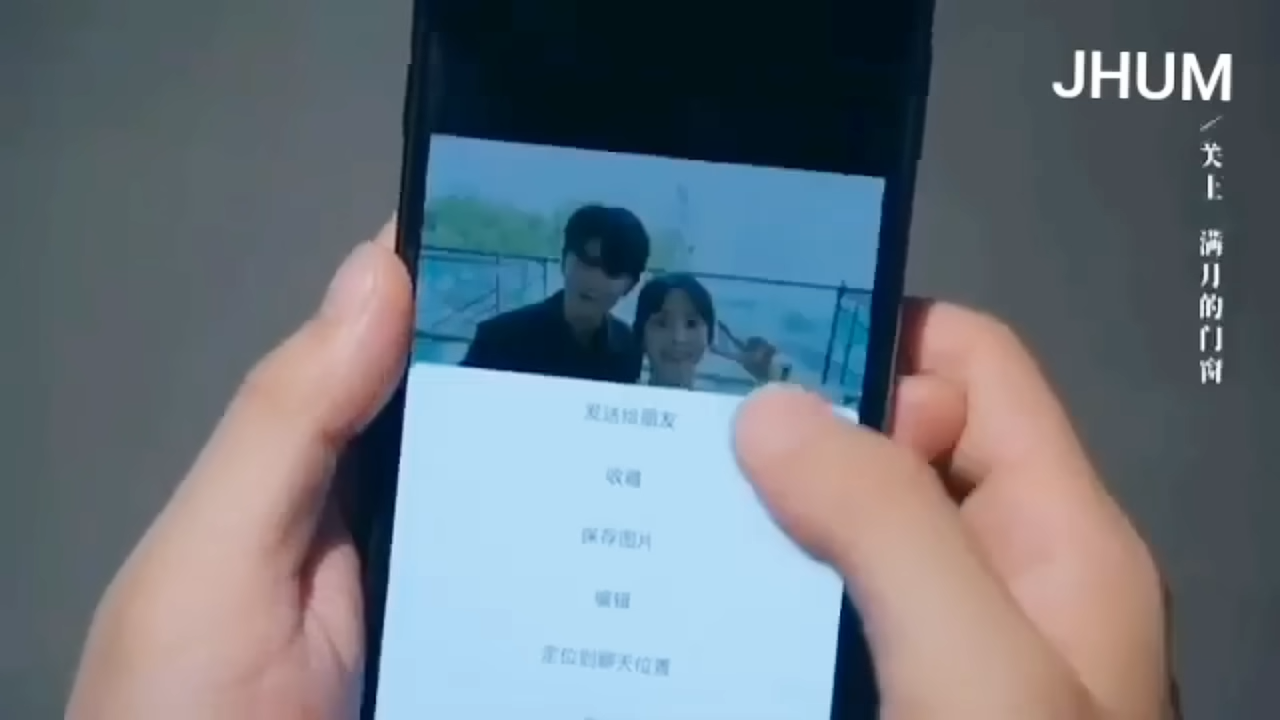 JHUM
/关上 满月的门窗
发送给朋友
收藏
保存图片
编辑
定位到聊天位置